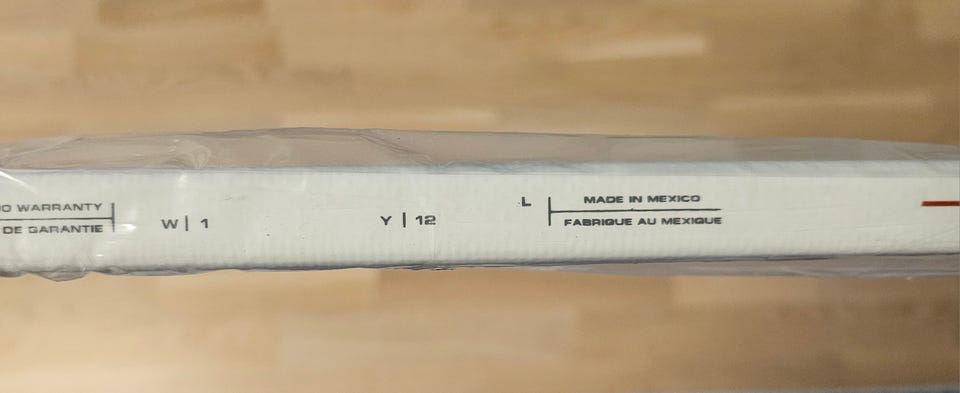 WARRANTY
DE GARANTIE
W | 1
Y | 12
L
MADE IN MEXICO
FABRIQUE AU MEXIQUE